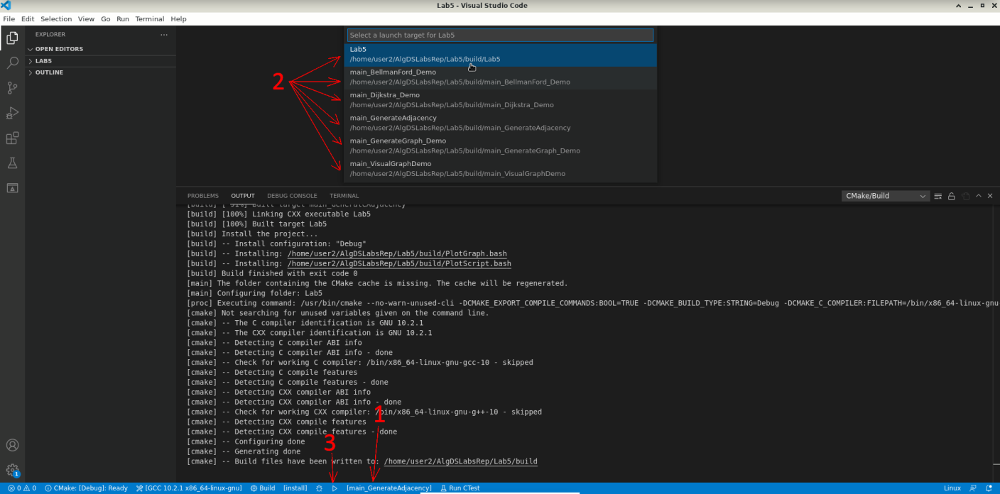 Lab5 - Visual Studio Code
File Edit Selection View Go Run Terminal Help
EXPLORER
OPEN EDITORS
LAB5
OUTLINE
Select a launch target for Lab5
Lab5
/home/user2/AlgDSLabsRep/Lab5/build/Lab5
main_BellmanFord_Demo
/home/user2/AlgDSLabsRep/Lab5/build/main_BellmanFord_Demo
main_Dijkstra_Demo
/home/user2/AlgDSLabsRep/Lab5/build/main_Dijkstra_Demo
main_GenerateAdjacency
/home/user2/AlgDSLabsRep/Lab5/build/main_GenerateAdjacency
main_GenerateGraph_Demo
/home/user2/AlgDSLabsRep/Lab5/build/main_GenerateGraph_Demo
main_VisualGraphDemo
/home/user2/AlgDSLabsRep/Lab5/build/main_VisualGraphDemo
2
PROBLEMS OUTPUT DEBUG CONSOLE TERMINAL CMake/Build
[build] [ 91%] Built target main_GenerateAdjacency
[build] [100%] Linking CXX executable Lab5
[build] [100%] Built target Lab5
[build] Install the project...
[build] -- Install configuration: "Debug"
[build] -- Installing: /home/user2/AlgDSLabsRep/Lab5/build/PlotGraph.bash
[build] -- Installing: /home/user2/AlgDSLabsRep/Lab5/build/PlotScript.bash
[build] Build finished with exit code 0
[main] The folder containing the CMake cache is missing. The cache will be regenerated.
[main] Configuring folder: Lab5
[proc] Executing command: /usr/bin/cmake --no-warn-unused-cli -DCMAKE_EXPORT_COMPILE_COMMANDS:BOOL=TRUE -DCMAKE_BUILD_TYPE:STRING=Debug -DCMAKE_C_COMPILER:FILEPATH=/bin/x86_64-linux-gnu
[cmake] Not searching for unused variables given on the command line.
[cmake] -- The C compiler identification is GNU 10.2.1
[cmake] -- The CXX compiler identification is GNU 10.2.1
[cmake] -- Detecting C compiler ABI info
[cmake] -- Detecting C compiler ABI info - done
[cmake] -- Check for working C compiler: /bin/x86_64-linux-gnu-gcc-10 - skipped
[cmake] -- Detecting C compile features
[cmake] -- Detecting C compile features - done
[cmake] -- Detecting CXX compiler ABI info
[cmake] -- Detecting CXX compiler ABI info - done
[cmake] -- Check for working CXX compiler: /bin/x86_64-linux-gnu-g++-10 - skipped
[cmake] -- Detecting CXX compile features
[cmake] -- Detecting CXX compile features - done
[cmake] -- Configuring done
[cmake] -- Generating done
[cmake] -- Build files have been written to: /home/user2/AlgDSLabsRep/Lab5/build
1
3
1
0 0 CMake: [Debug]: Ready [GCC 10.2.1 x86_64-linux-gnu] Build [install] [main_GenerateAdjacency] Run CTest Linux